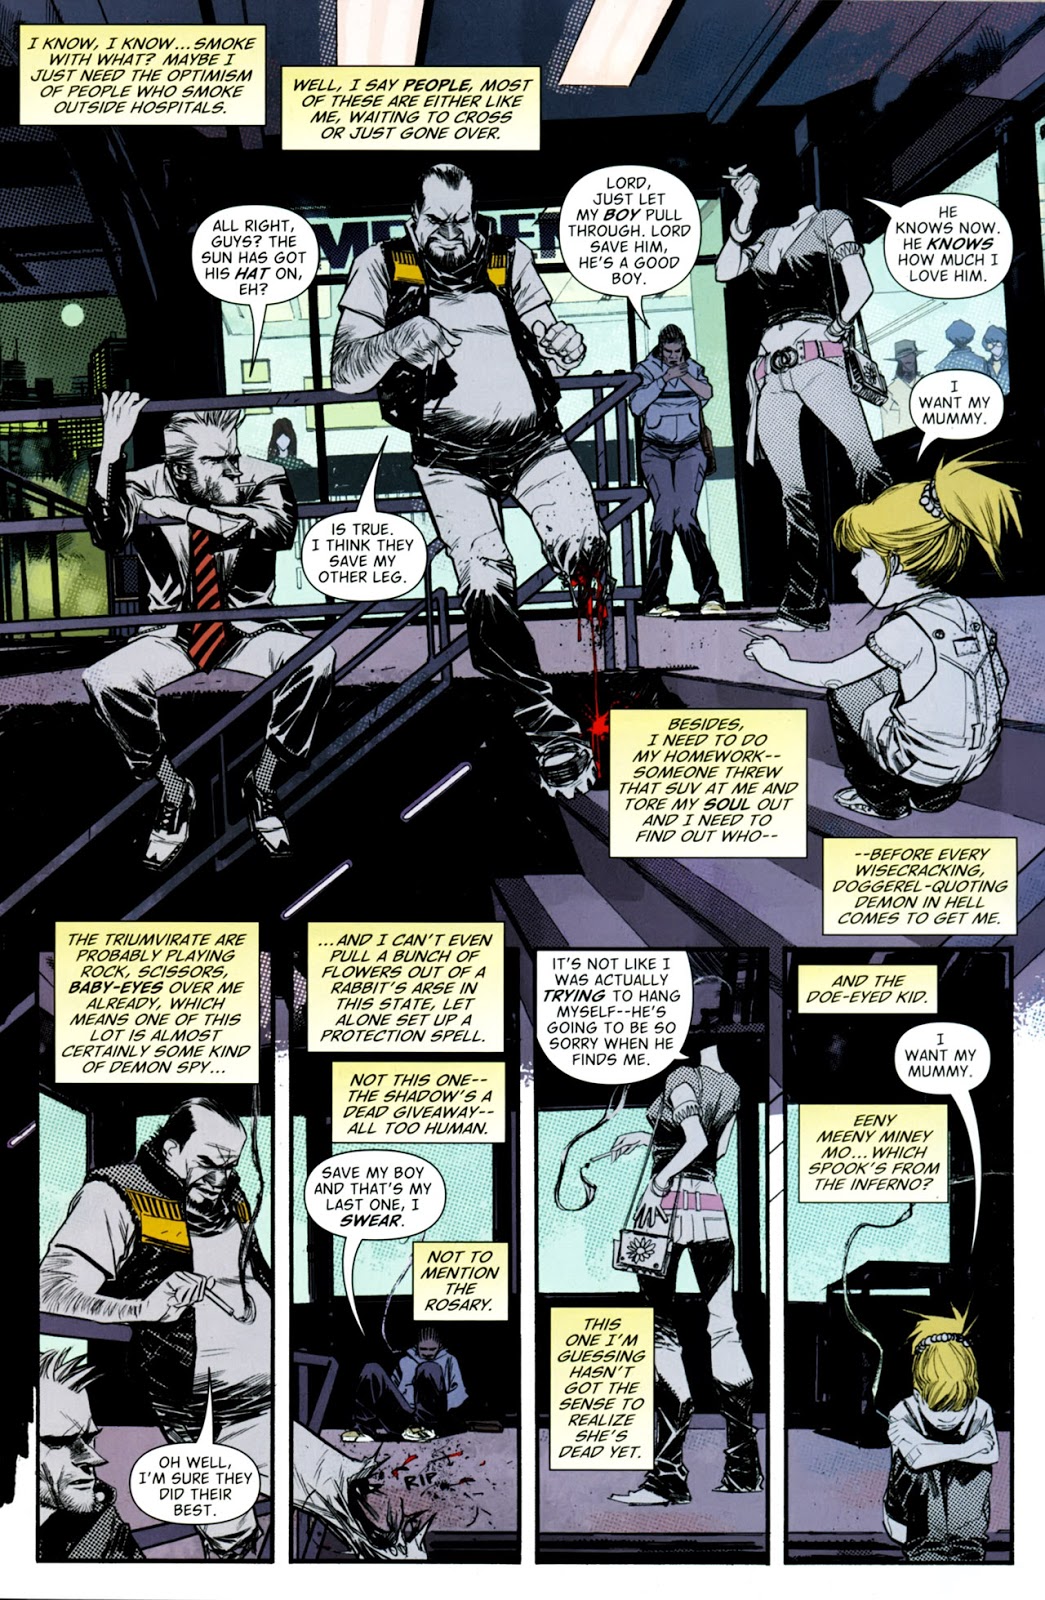 I KNOW, I KNOW...SMOKE
WITH WHAT? MAYBE I
JUST NEED THE OPTIMISM
OF PEOPLE WHO SMOKE
OUTSIDE HOSPITALS.
WELL, I SAY PEOPLE, MOST
OF THESE ARE EITHER LIKE
ME, WAITING TO CROSS
OR JUST GONE OVER.
ALL RIGHT,
GUYS? THE
SUN HAS GOT
HIS HAT ON,
EH?
IS TRUE.
I THINK THEY
SAVE MY
OTHER LEG.
LORD,
JUST LET
MY BOY PULL
THROUGH. LORD
SAVE HIM,
HE'S A GOOD
BOY.
HE
KNOWS NOW.
HE KNOWS
HOW MUCH I
LOVE HIM.
I
WANT MY
MUMMY.
BESIDES,
I NEED TO DO
MY HOMEWORK--
SOMEONE THREW
THAT SUV AT ME AND
TORE MY SOUL OUT
AND I NEED TO
FIND OUT WHO--
--BEFORE EVERY
WISECRACKING,
DOGGEREL-QUOTING
DEMON IN HELL
COMES TO GET ME.
THE TRIUMVIRATE ARE
PROBABLY PLAYING
ROCK, SCISSORS,
BABY-EYES OVER ME
ALREADY, WHICH
MEANS ONE OF THIS
LOT IS ALMOST
CERTAINLY SOME KIND
OF DEMON SPY...
OH WELL,
I'M SURE THEY
DID THEIR
BEST.
...AND I CAN'T EVEN
PULL A BUNCH OF
FLOWERS OUT OF A
RABBIT'S ARSE IN
THIS STATE, LET
ALONE SET UP A
PROTECTION SPELL.
NOT THIS ONE--
THE SHADOW'S A
DEAD GIVEAWAY--
ALL TOO HUMAN.
SAVE MY BOY
AND THAT'S MY
LAST ONE, I
SWEAR.
NOT TO
MENTION
THE
ROSARY.
RIP
IT'S NOT LIKE I
WAS ACTUALLY
TRYING TO HANG
MYSELF--HE'S
GOING TO BE SO
SORRY WHEN HE
FINDS ME.
THIS
ONE I'M
GUESSING
HASN'T
GOT THE
SENSE TO
REALIZE
SHE'S
DEAD YET.
AND THE
DOE-EYED KID.
I
WANT MY
MUMMY.
EENY
MEENY MINEY
MO...WHICH
SPOOK'S FROM
THE INFERNO?